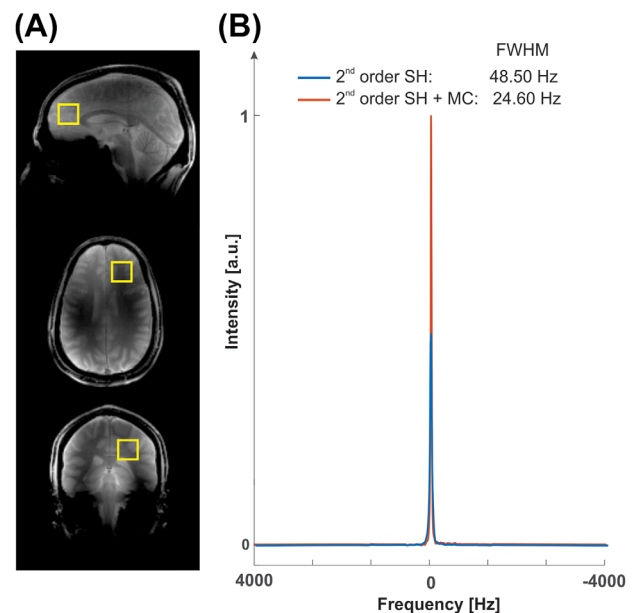 (A)
(B)
FWHM
2nd order SH: 48.50 Hz
2nd order SH + MC: 24.60 Hz
1
Intensity [a.u.]
0
4000 0 -4000
Frequency [Hz]